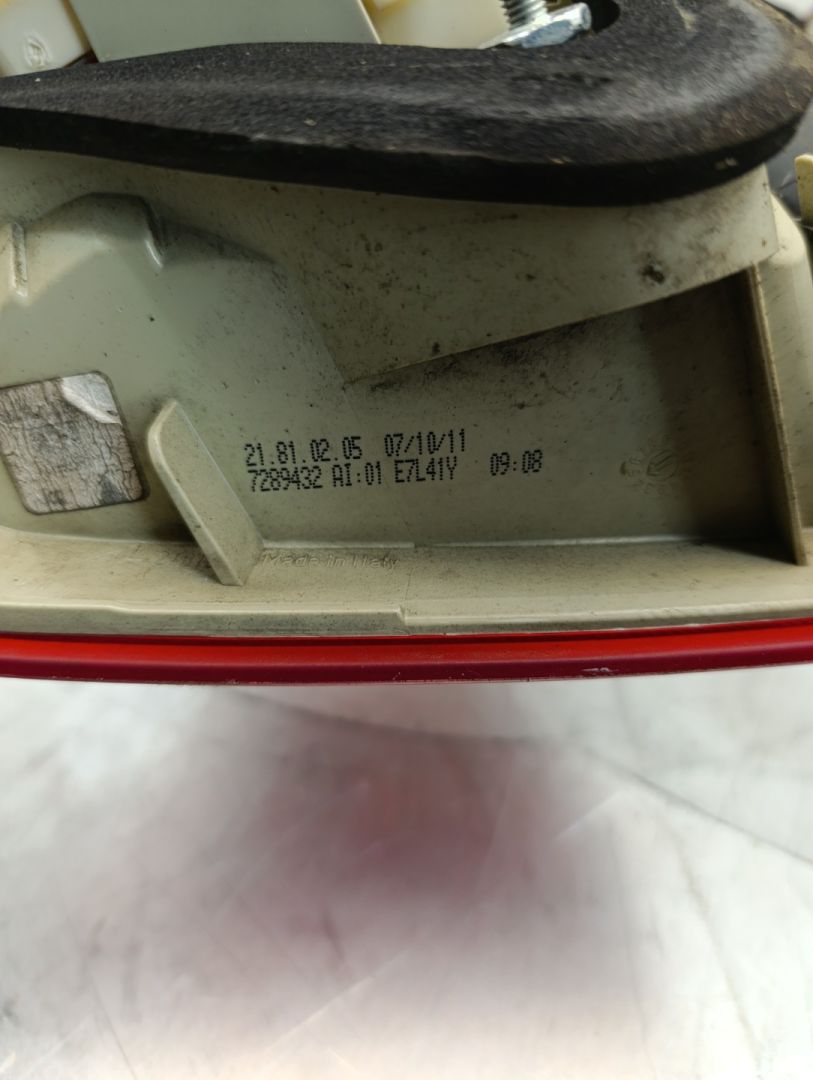 21.81.02.05 07/10/11
7289432 AI:01 E7L41Y 09:08
Made in Italy